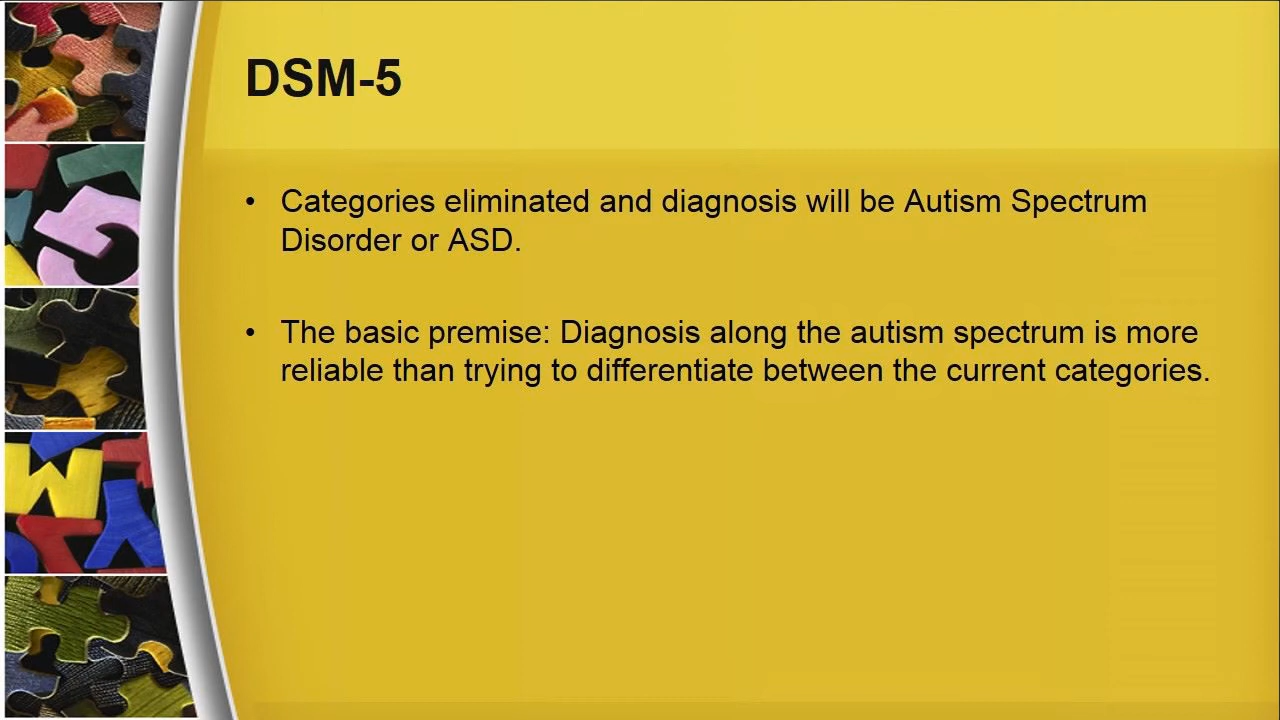 DSM-5
• Categories eliminated and diagnosis will be Autism Spectrum
Disorder or ASD.
• The basic premise: Diagnosis along the autism spectrum is more
reliable than trying to differentiate between the current categories.